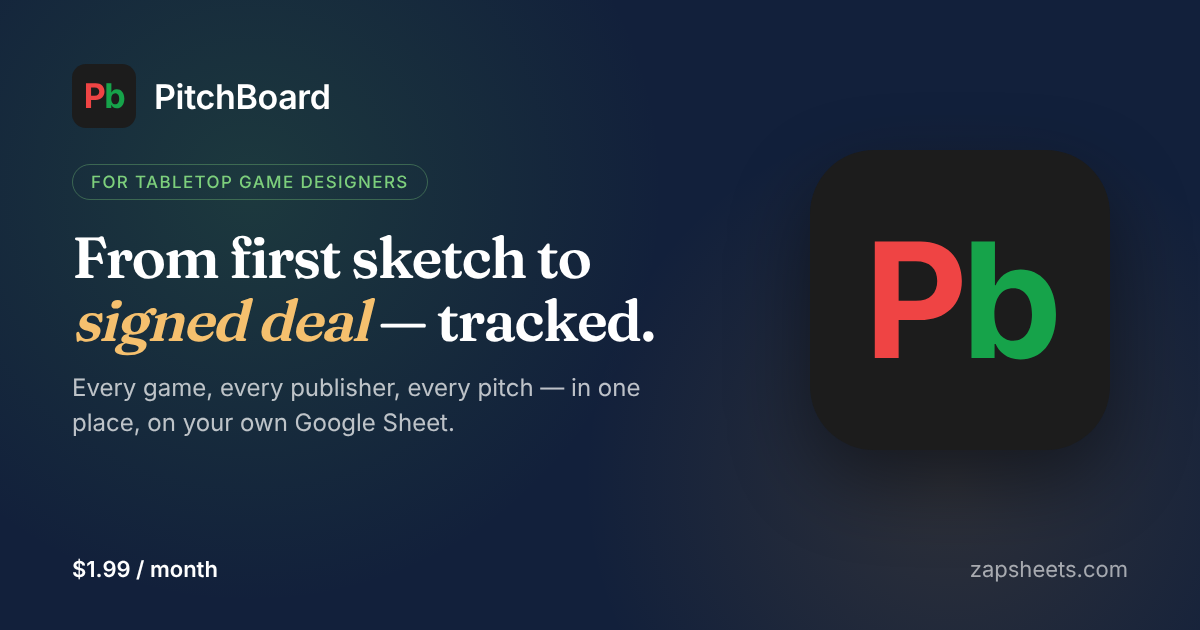 Pb PitchBoard
FOR TABLETOP GAME DESIGNERS
From first sketch to
signed deal — tracked.
Every game, every publisher, every pitch — in one
place, on your own Google Sheet.
Pb
$1.99 / month
zapsheets.com